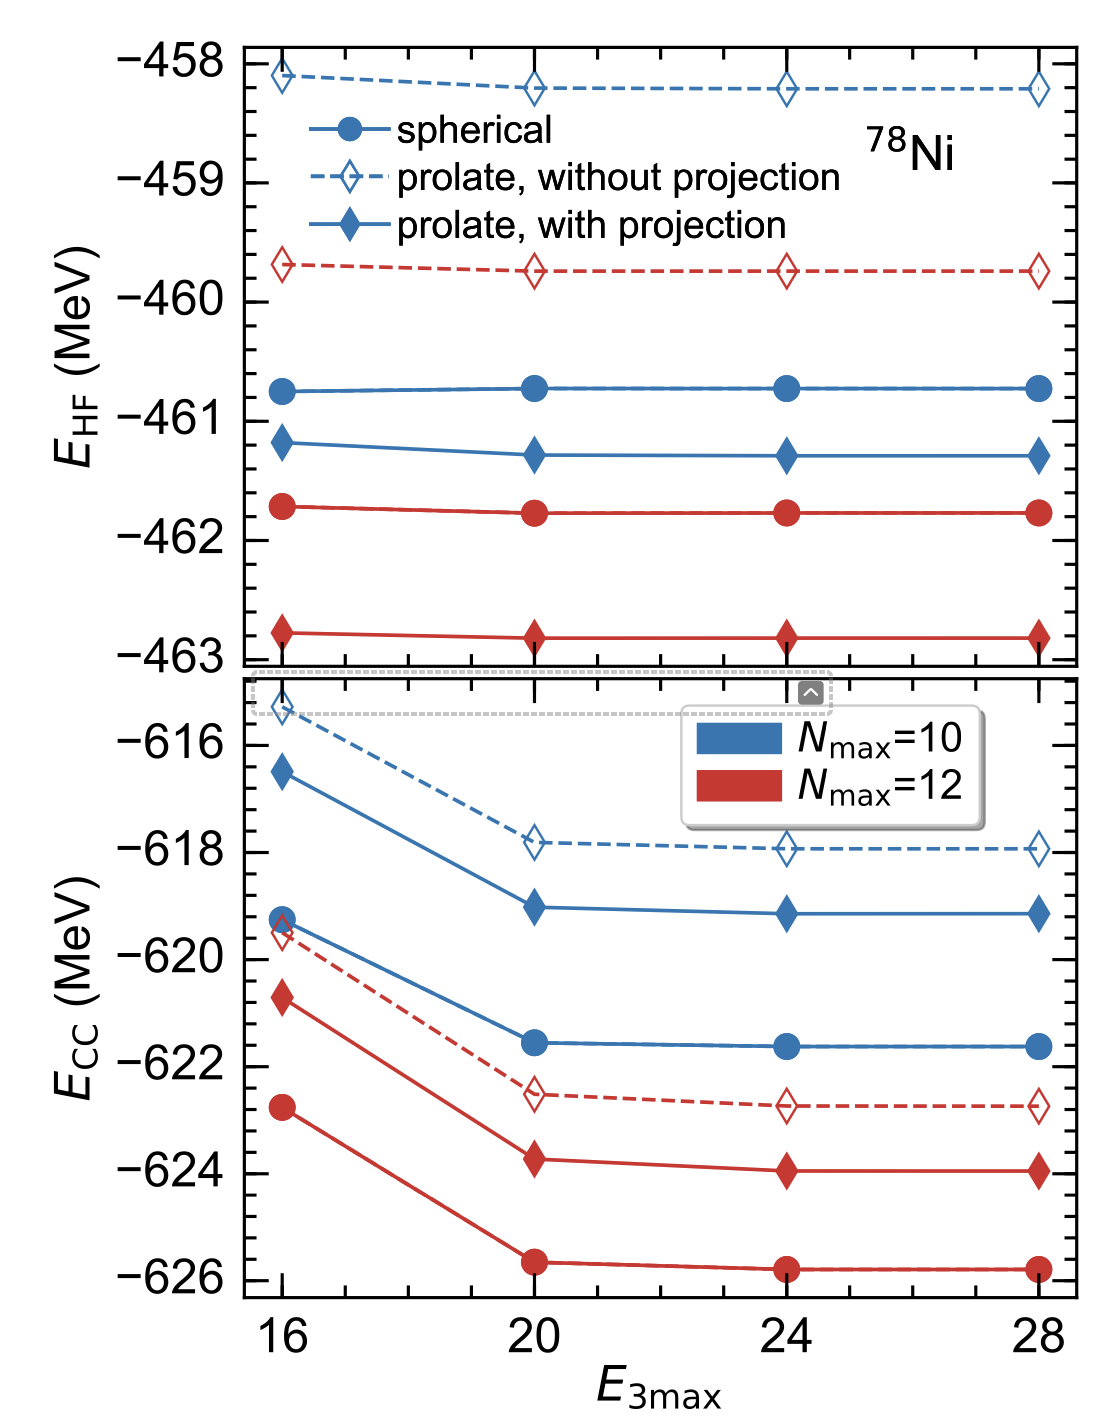 −458
−459
−460
−461
−462
−463
E_HF (MeV)
spherical
prolate, without projection
prolate, with projection
⁷⁸Ni
−616
−618
−620
−622
−624
−626
E_CC (MeV)
N_max=10
N_max=12
16 20 24 28
E_3max